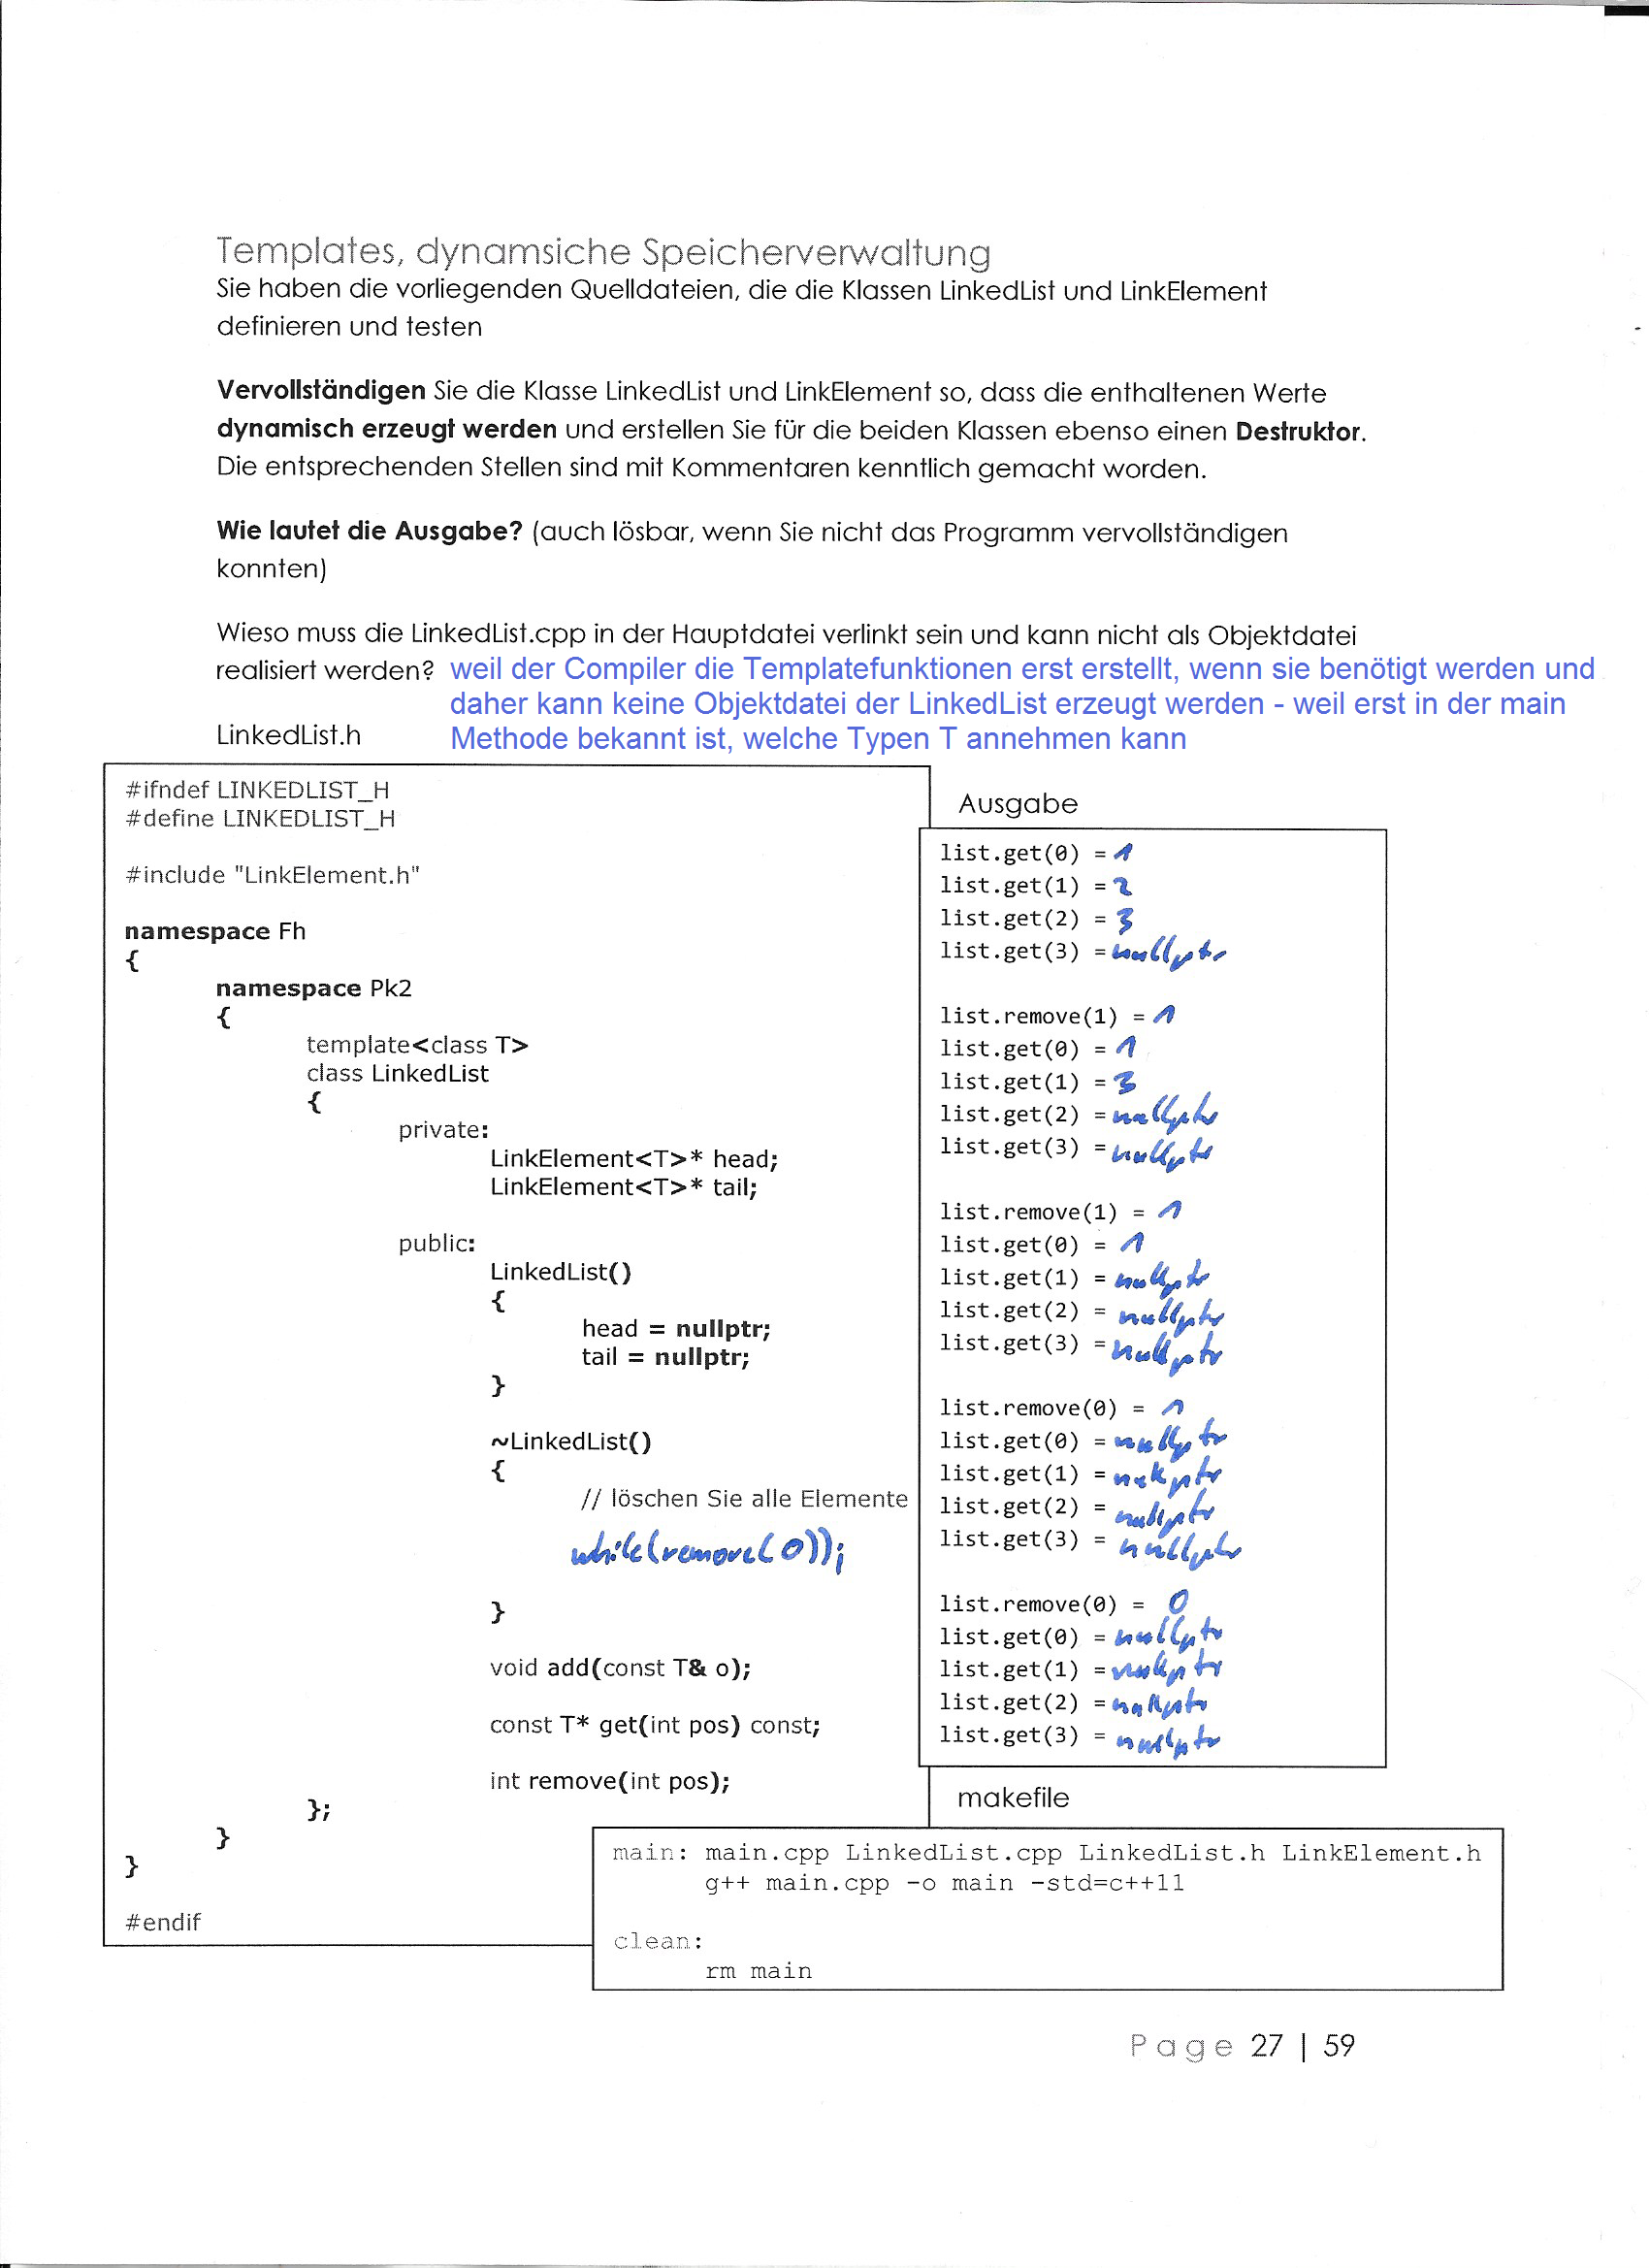 Templates, dynamsiche Speicherverwaltung
Sie haben die vorliegenden Quelldateien, die die Klassen LinkedList und LinkElement
definieren und testen
Vervollständigen Sie die Klasse LinkedList und LinkElement so, dass die enthaltenen Werte
dynamisch erzeugt werden und erstellen Sie für die beiden Klassen ebenso einen Destruktor.
Die entsprechenden Stellen sind mit Kommentaren kenntlich gemacht worden.
Wie lautet die Ausgabe? (auch lösbar, wenn Sie nicht das Programm vervollständigen
konnten)
Wieso muss die LinkedList.cpp in der Hauptdatei verlinkt sein und kann nicht als Objektdatei
realisiert werden? weil der Compiler die Templatefunktionen erst erstellt, wenn sie benötigt werden und
daher kann keine Objektdatei der LinkedList erzeugt werden - weil erst in der main
Methode bekannt ist, welche Typen T annehmen kann
LinkedList.h
#ifndef LINKEDLIST_H
#define LINKEDLIST_H
#include "LinkElement.h"
namespace Fh
{
namespace Pk2
{
template<class T>
class LinkedList
{
private:
LinkElement<T>* head;
LinkElement<T>* tail;
public:
LinkedList()
{
head = nullptr;
tail = nullptr;
}
~LinkedList()
{
// löschen Sie alle Elemente
while(remove(0));
}
void add(const T& o);
const T* get(int pos) const;
int remove(int pos);
};
}
}
#endif
Ausgabe
list.get(0) = 1
list.get(1) = 2
list.get(2) = 3
list.get(3) = nullptr
list.remove(1) = 1
list.get(0) = 1
list.get(1) = 3
list.get(2) = nullptr
list.get(3) = nullptr
list.remove(1) = 1
list.get(0) = 1
list.get(1) = nullptr
list.get(2) = nullptr
list.get(3) = nullptr
list.remove(0) = 1
list.get(0) = nullptr
list.get(1) = nullptr
list.get(2) = nullptr
list.get(3) = nullptr
list.remove(0) = 0
list.get(0) = nullptr
list.get(1) = nullptr
list.get(2) = nullptr
list.get(3) = nullptr
makefile
main: main.cpp LinkedList.cpp LinkedList.h LinkElement.h
g++ main.cpp -o main -std=c++11
clean:
rm main
Page 27 | 59